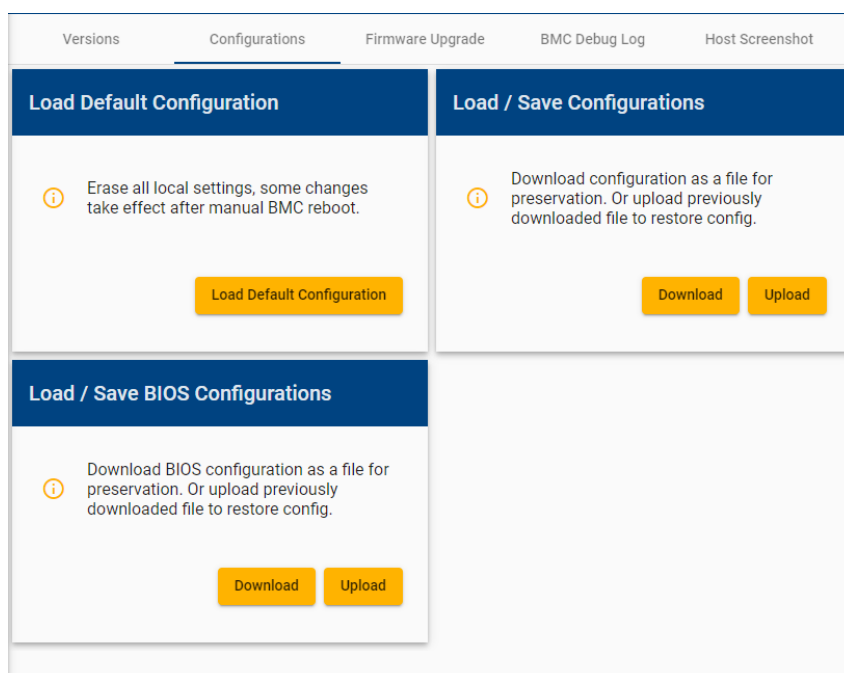 Versions
Configurations
Firmware Upgrade
BMC Debug Log
Host Screenshot
Load Default Configuration
Erase all local settings, some changes
take effect after manual BMC reboot.
Load Default Configuration
Load / Save Configurations
Download configuration as a file for
preservation. Or upload previously
downloaded file to restore config.
Download
Upload
Load / Save BIOS Configurations
Download BIOS configuration as a file for
preservation. Or upload previously
downloaded file to restore config.
Download
Upload